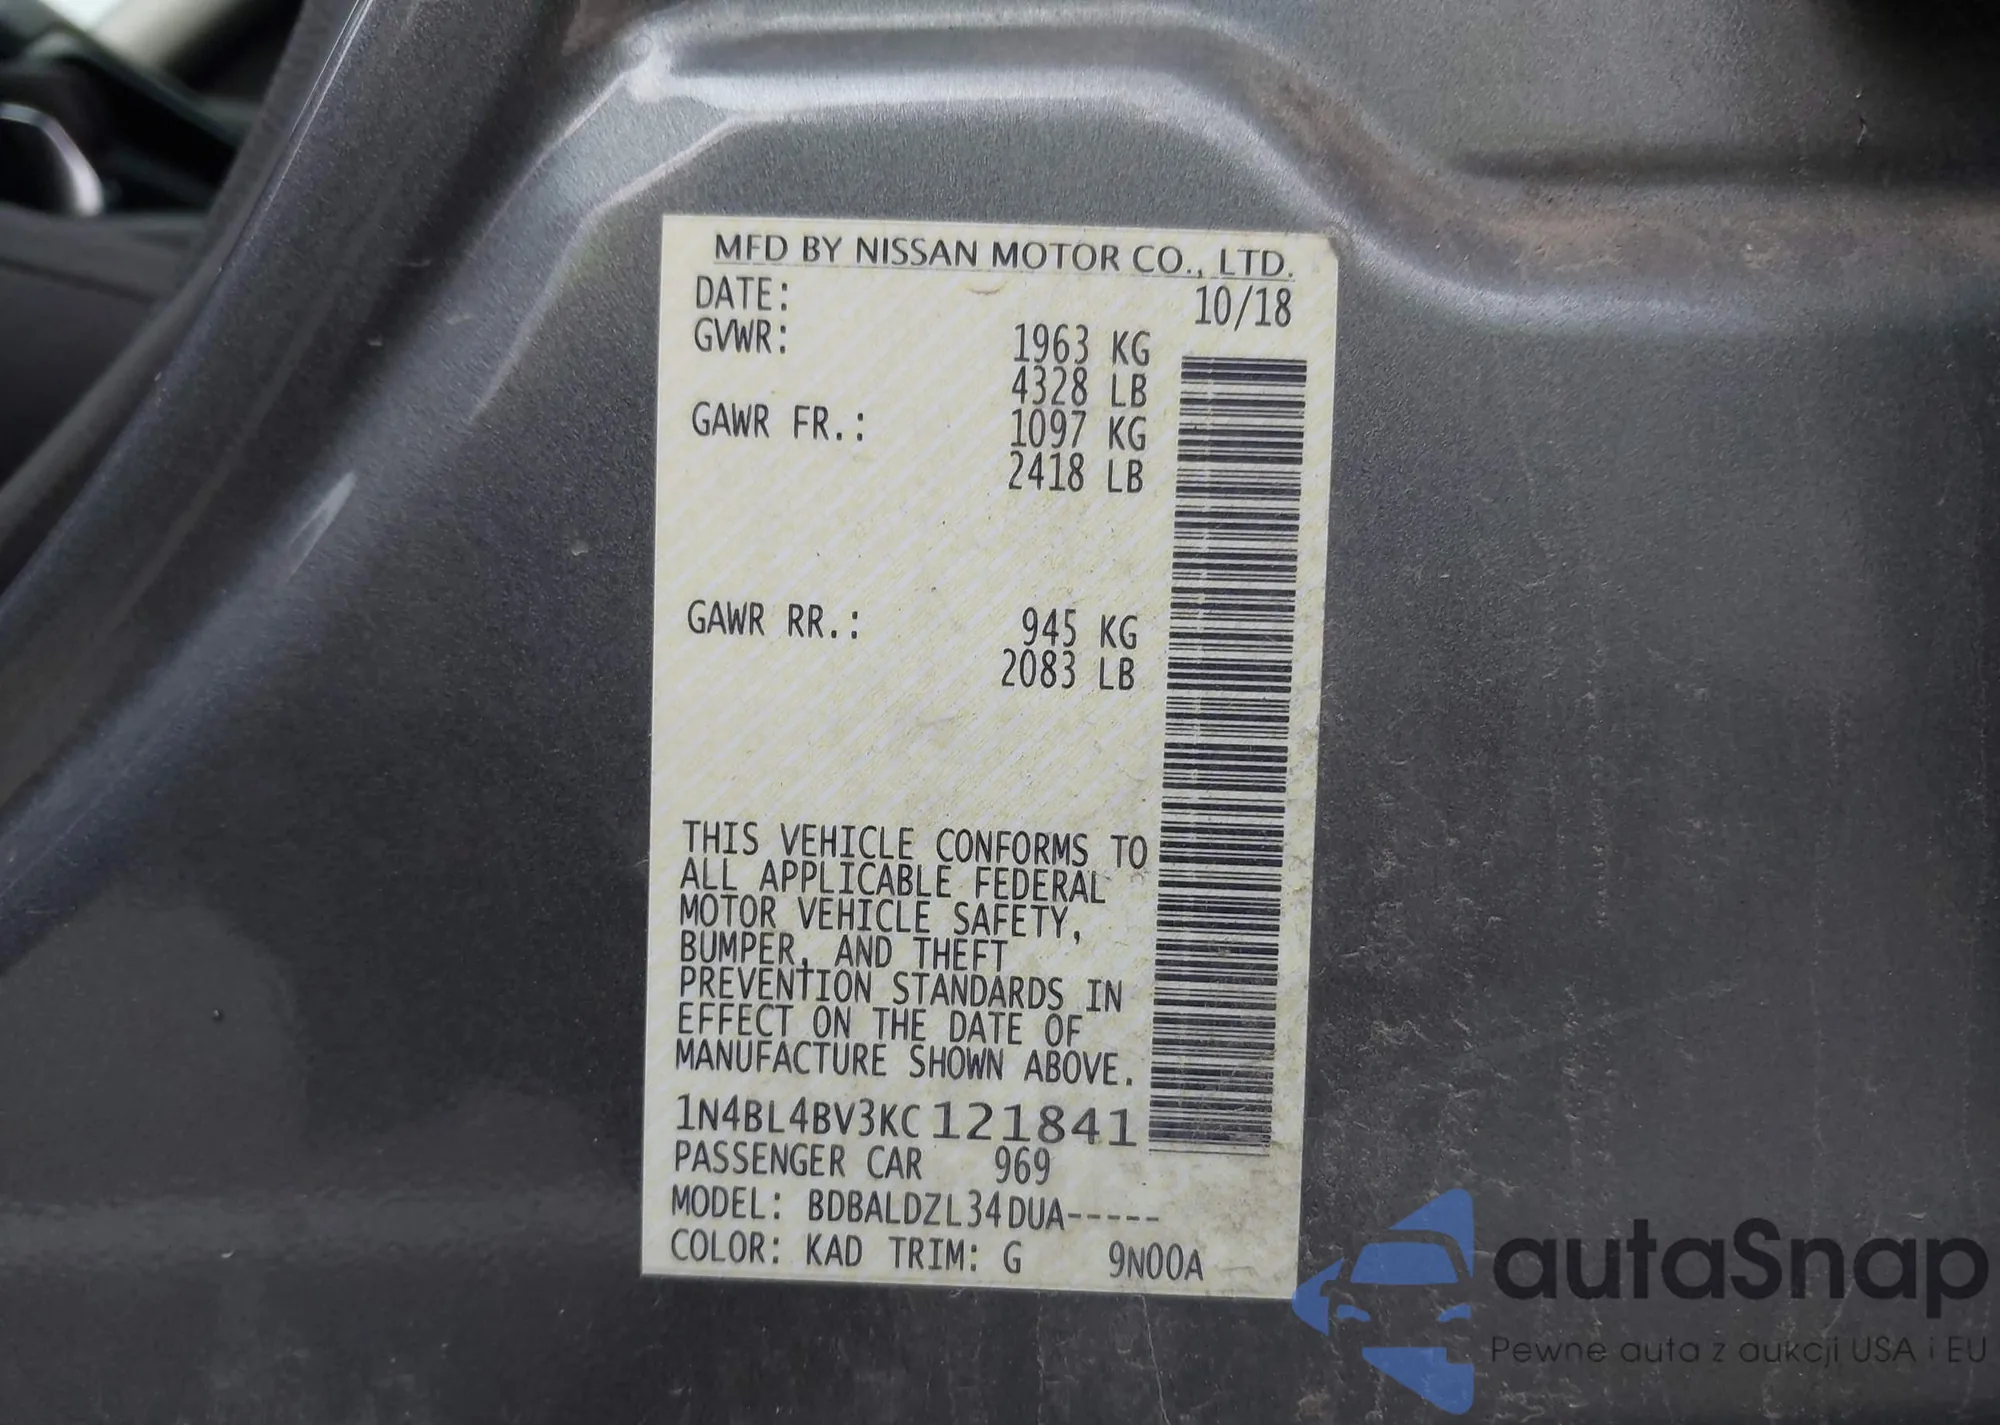 MFD BY NISSAN MOTOR CO., LTD.
DATE: 10/18
GVWR: 1963 KG
4328 LB
GAWR FR.: 1097 KG
2418 LB
GAWR RR.: 945 KG
2083 LB
THIS VEHICLE CONFORMS TO
ALL APPLICABLE FEDERAL
MOTOR VEHICLE SAFETY,
BUMPER, AND THEFT
PREVENTION STANDARDS IN
EFFECT ON THE DATE OF
MANUFACTURE SHOWN ABOVE.
1N4BL4BV3KC121841
PASSENGER CAR 969
MODEL: BDBALDZL34DUA-----
COLOR: KAD TRIM: G 9N00A
autaSnap
Pewne auta z aukcji USA i EU